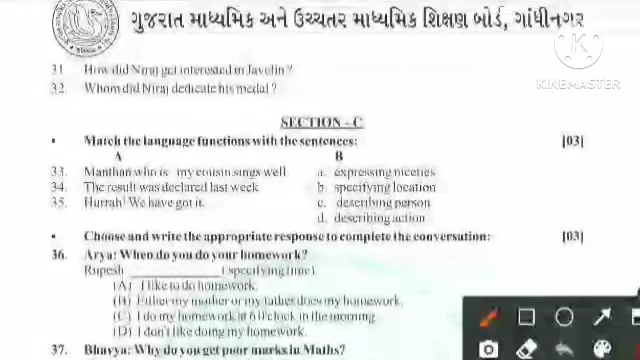 ગુજરાત માધ્યમિક અને ઉચ્ચતર માધ્યમિક શિક્ષણ બોર્ડ, ગાંધીનગર
KINEMASTER
31 How did Niraj get interested in Javelin ?
32. Whom did Niraj dedicate his medal ?
SECTION – C
▪ Match the language functions with the sentences: [03]
A B
33. Manthan who is my cousin sings well. a. expressing niceties
34. The result was declared last week b. specifying location
35. Hurrah! We have got it. c. describing person
d. describing action
▪ Choose and write the appropriate response to complete the conversation: [03]
36. Arya: When do you do your homework?
Rupesh ____________ (specifying time)
(A) I like to do homework.
(B) Either my mother or my father does my homework.
(C) I do my homework at 6 O'clock in the morning
(D) I don't like doing my homework.
37. Bhavya: Why do you get poor marks in Maths?